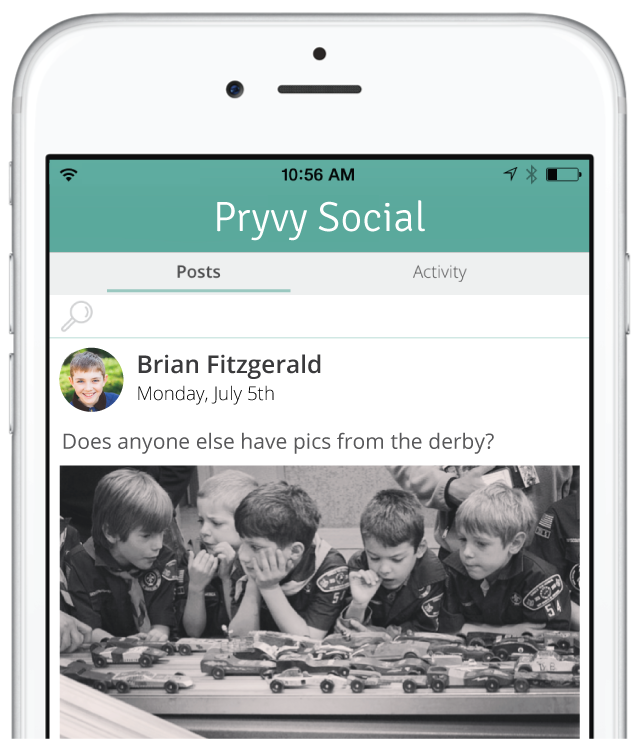 10:56 AM
Pryvy Social
Posts Activity
Brian Fitzgerald
Monday, July 5th
Does anyone else have pics from the derby?
54